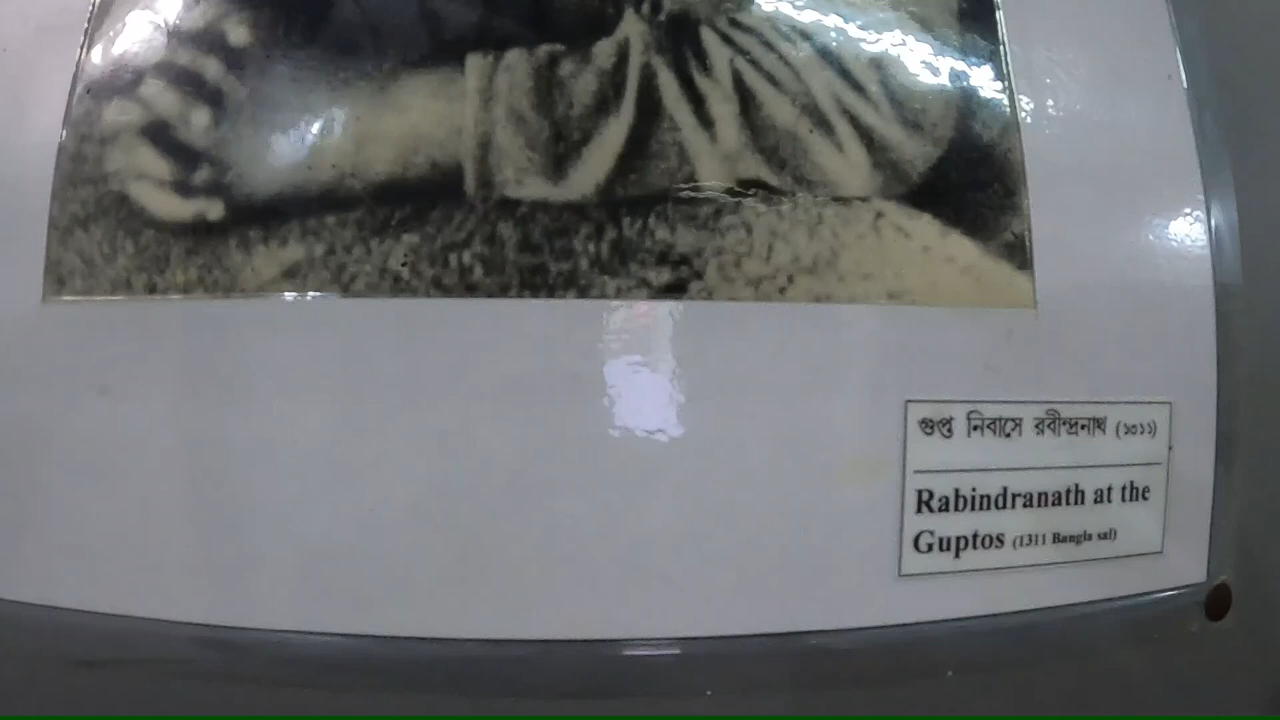 গুপ্ত নিবাসে রবীন্দ্রনাথ (১৩১১)
Rabindranath at the
Guptos (1311 Bangla sal)